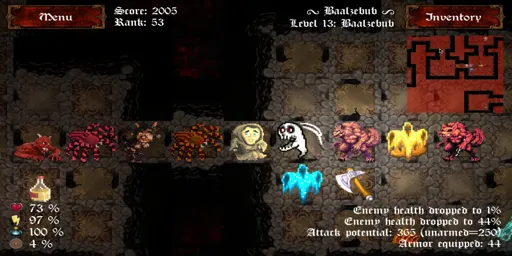 Menu
Score: 2005
Rank: 53
~ Baalzebub ~
Level 13: Baalzebub
Inventory
73 %
97 %
100 %
4 %
Enemy health dropped to 1%
Enemy health dropped to 44%
Attack potential: 365 (unarmed=250)
Armor equipped: 44